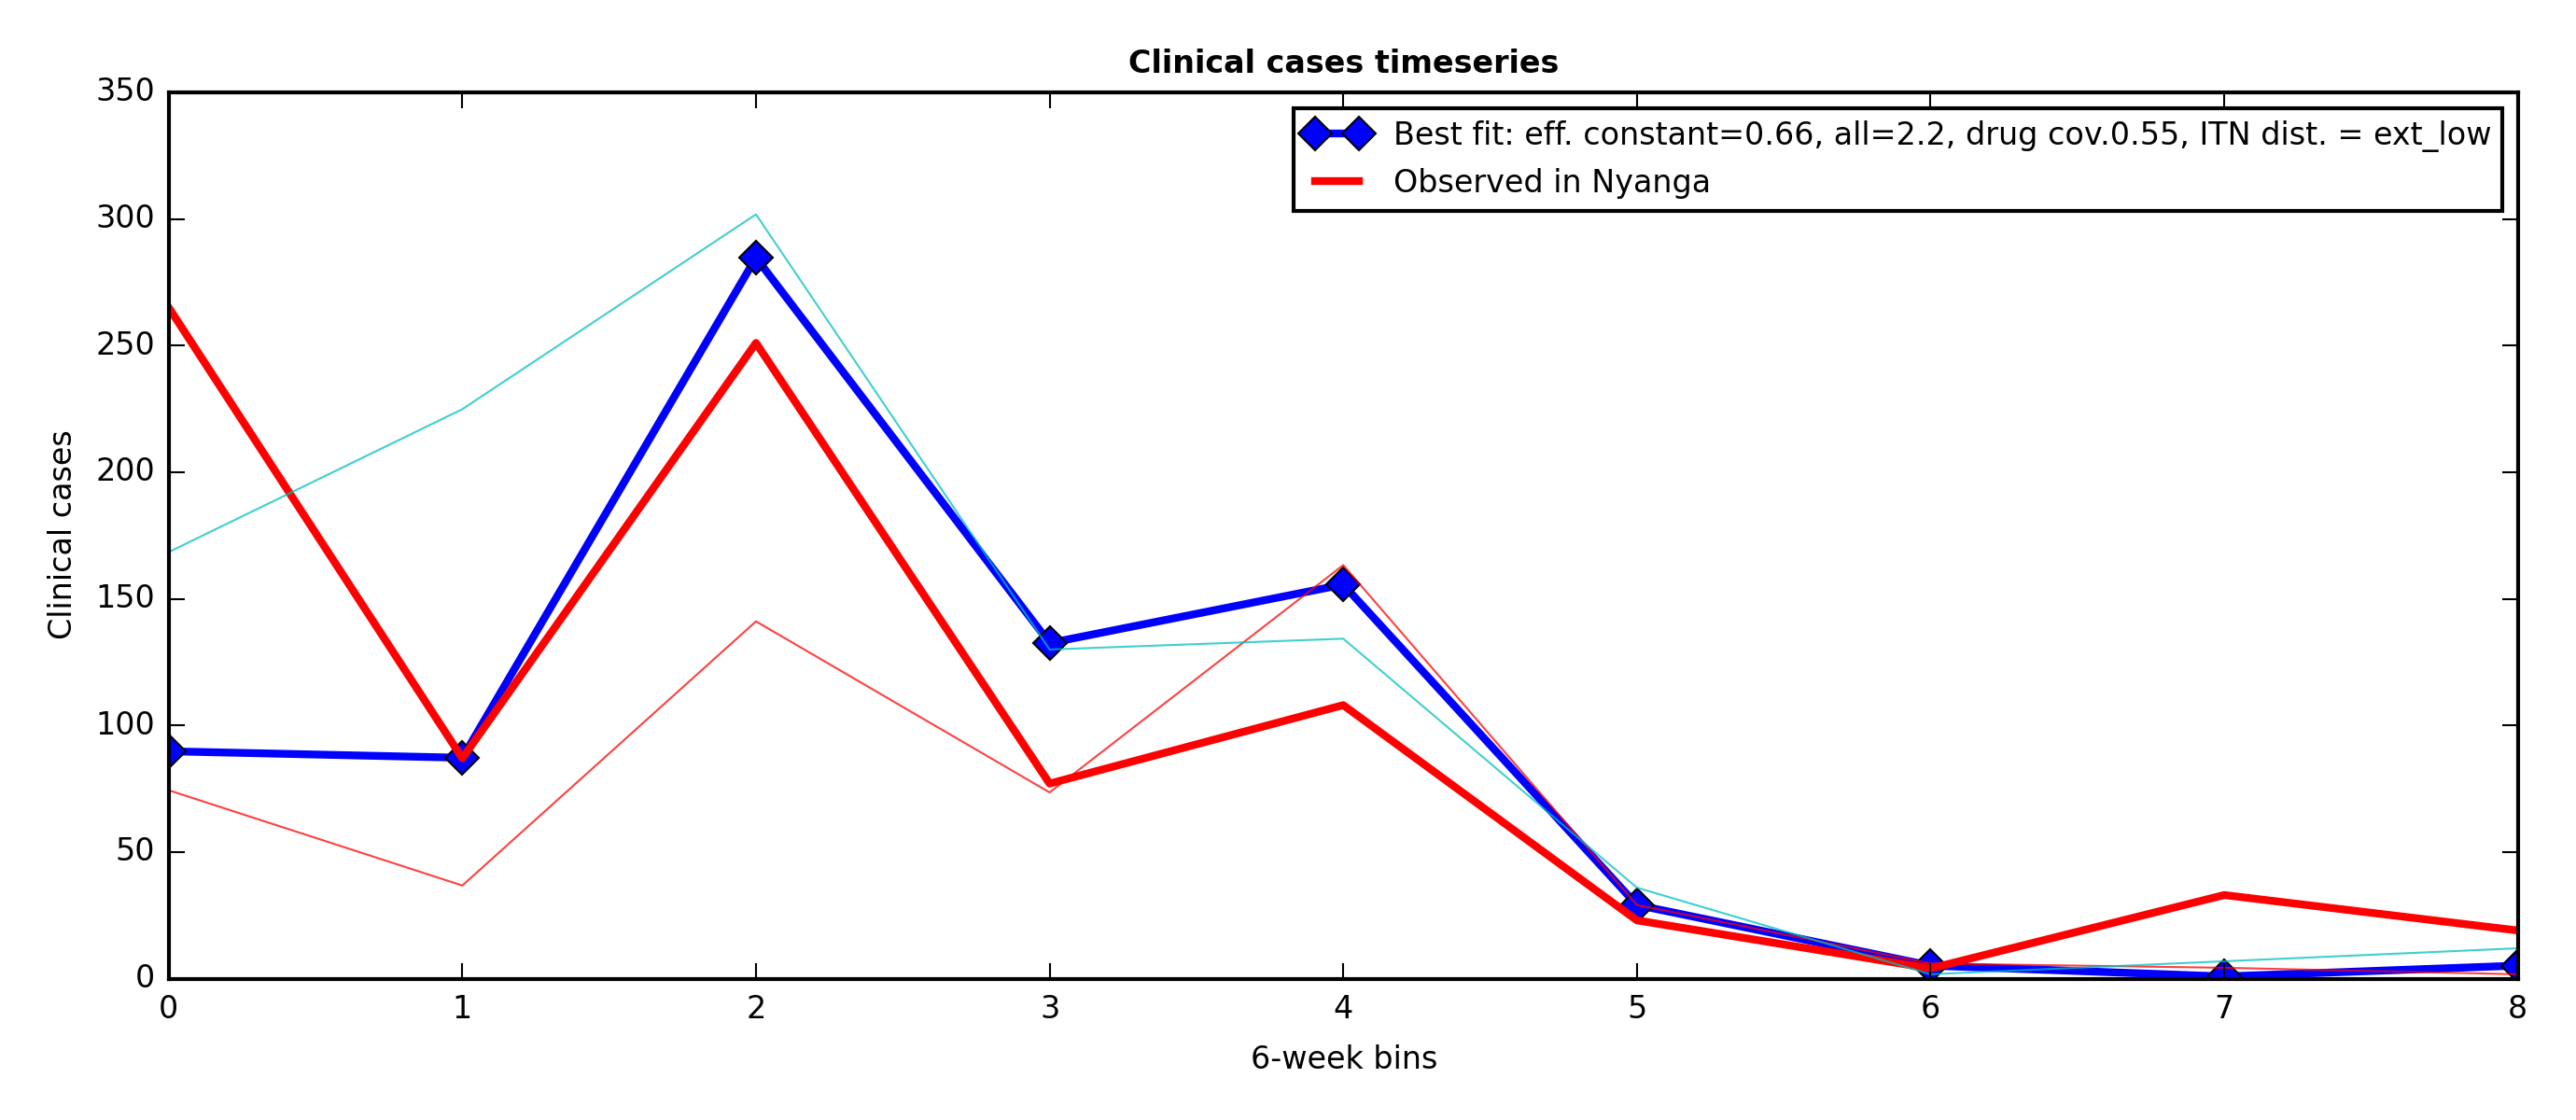 Clinical cases timeseries
350
300
250
200
150
100
50
0
Clinical cases
Best fit: eff. constant=0.66, all=2.2, drug cov.0.55, ITN dist. = ext_low
Observed in Nyanga
0 1 2 3 4 5 6 7 8
6-week bins